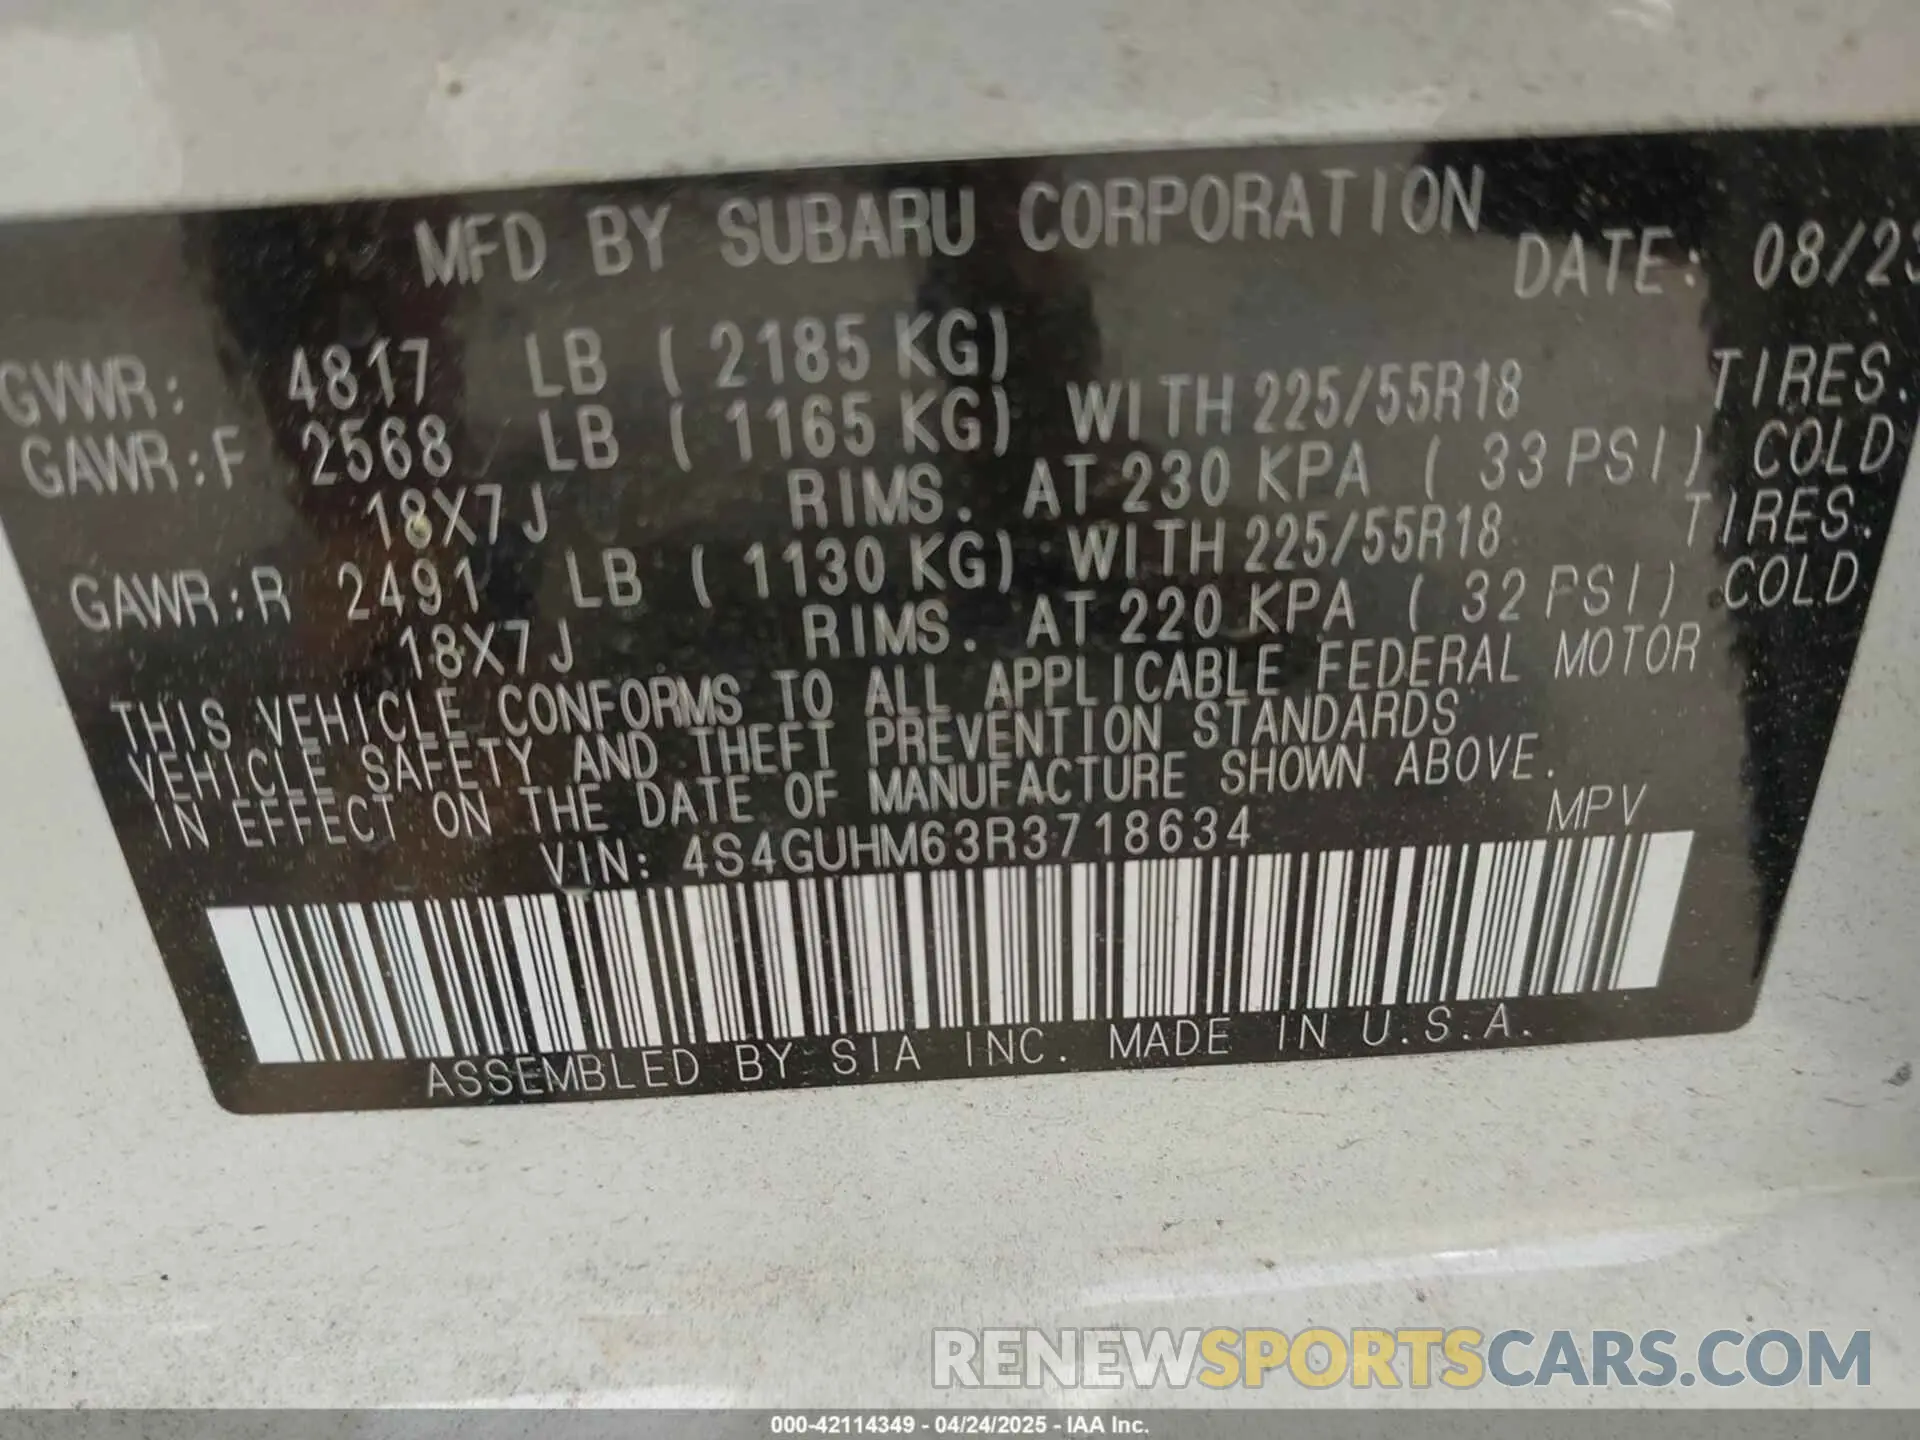 MFD BY SUBARU CORPORATION DATE: 08/23
GVWR: 4817 LB ( 2185 KG)
GAWR:F 2568 LB ( 1165 KG) WITH 225/55R18 TIRES.
18X7J RIMS. AT 230 KPA ( 33 PSI) COLD
GAWR:R 2491 LB ( 1130 KG) WITH 225/55R18 TIRES.
18X7J RIMS. AT 220 KPA ( 32 PSI) COLD
THIS VEHICLE CONFORMS TO ALL APPLICABLE FEDERAL MOTOR
VEHICLE SAFETY AND THEFT PREVENTION STANDARDS
IN EFFECT ON THE DATE OF MANUFACTURE SHOWN ABOVE.
VIN: 4S4GUHM63R3718634 MPV
ASSEMBLED BY SIA INC. MADE IN U.S.A.
RENEWSPORTSCARS.COM
000-42114349 - 04/24/2025 - IAA Inc.